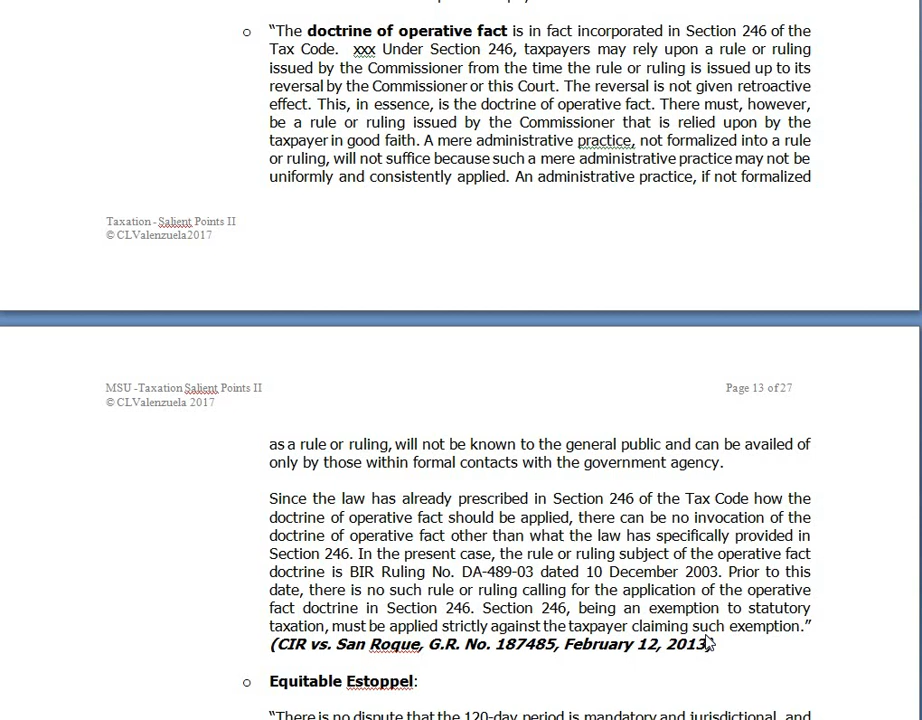 o "The doctrine of operative fact is in fact incorporated in Section 246 of the
Tax Code. xxx Under Section 246, taxpayers may rely upon a rule or ruling
issued by the Commissioner from the time the rule or ruling is issued up to its
reversal by the Commissioner or this Court. The reversal is not given retroactive
effect. This, in essence, is the doctrine of operative fact. There must, however,
be a rule or ruling issued by the Commissioner that is relied upon by the
taxpayer in good faith. A mere administrative practice, not formalized into a rule
or ruling, will not suffice because such a mere administrative practice may not be
uniformly and consistently applied. An administrative practice, if not formalized
Taxation - Salient Points II
© CLValenzuela2017
MSU -Taxation Salient Points II Page 13 of 27
© CLValenzuela 2017
as a rule or ruling, will not be known to the general public and can be availed of
only by those within formal contacts with the government agency.
Since the law has already prescribed in Section 246 of the Tax Code how the
doctrine of operative fact should be applied, there can be no invocation of the
doctrine of operative fact other than what the law has specifically provided in
Section 246. In the present case, the rule or ruling subject of the operative fact
doctrine is BIR Ruling No. DA-489-03 dated 10 December 2003. Prior to this
date, there is no such rule or ruling calling for the application of the operative
fact doctrine in Section 246. Section 246, being an exemption to statutory
taxation, must be applied strictly against the taxpayer claiming such exemption."
(CIR vs. San Roque, G.R. No. 187485, February 12, 2013)
o Equitable Estoppel:
"There is no dispute that the 120-day period is mandatory and jurisdictional, and